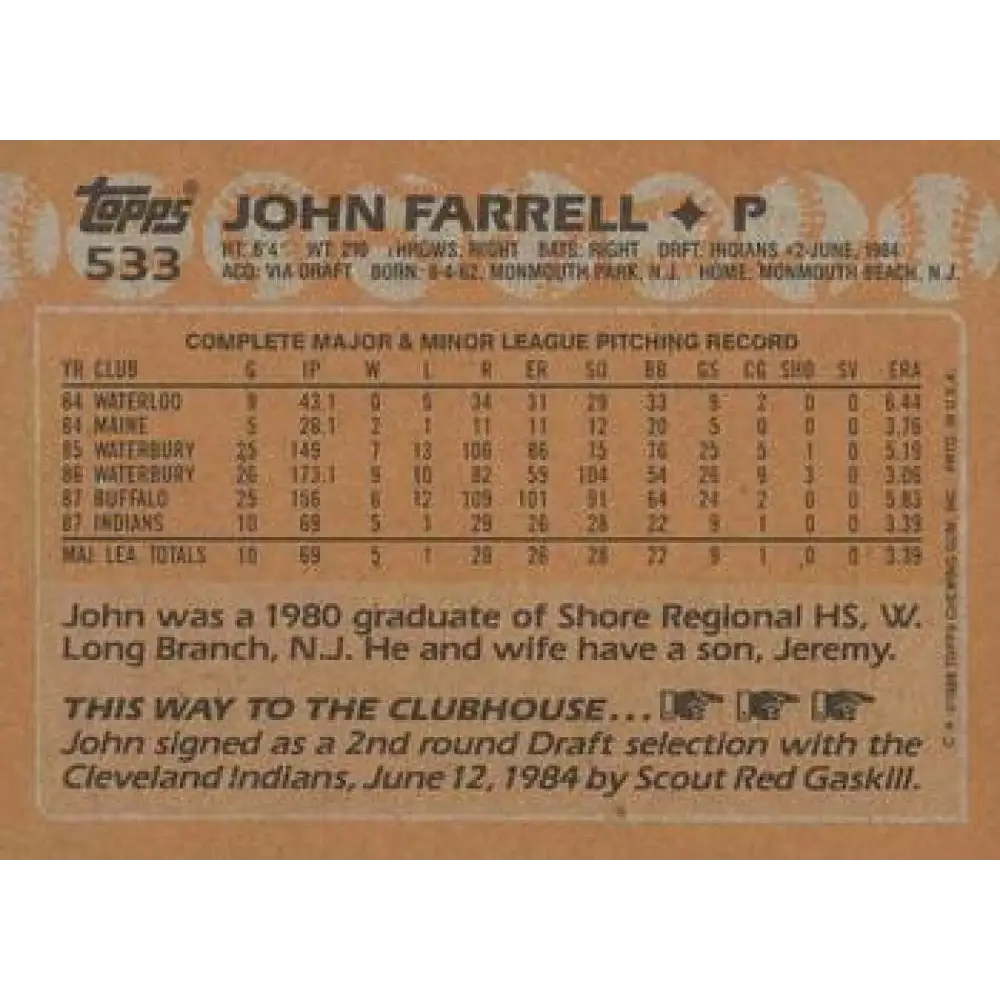 Topps® JOHN FARRELL ✦ P
533 HT: 6'4" WT: 210 THROWS: RIGHT BATS: RIGHT DRFT: INDIANS #2-JUNE, 1984
ACQ: VIA DRAFT BORN: 8-4-62, MONMOUTH PARK, N.J. HOME: MONMOUTH BEACH, N.J.
COMPLETE MAJOR & MINOR LEAGUE PITCHING RECORD
YR CLUB G IP W L R ER SO BB GS CG SHO SV ERA
84 WATERLOO 9 43.1 0 5 34 31 29 33 9 2 0 0 6.44
84 MAINE 5 28.1 2 1 11 11 12 20 5 0 0 0 3.76
85 WATERBURY 25 149 7 13 106 86 75 76 25 5 1 0 5.19
86 WATERBURY 26 173.1 9 10 82 59 104 54 26 9 3 0 3.06
87 BUFFALO 25 156 6 12 109 101 91 64 24 2 0 0 5.83
87 INDIANS 10 69 5 1 29 26 28 22 9 1 0 0 3.39
MAJ. LEA. TOTALS 10 69 5 1 29 26 28 22 9 1 0 0 3.39
John was a 1980 graduate of Shore Regional HS, W.
Long Branch, N.J. He and wife have a son, Jeremy.
THIS WAY TO THE CLUBHOUSE...
John signed as a 2nd round Draft selection with the
Cleveland Indians, June 12, 1984 by Scout Red Gaskill.
TOPPS CHEWING GUM, INC. PRTD. IN U.S.A.